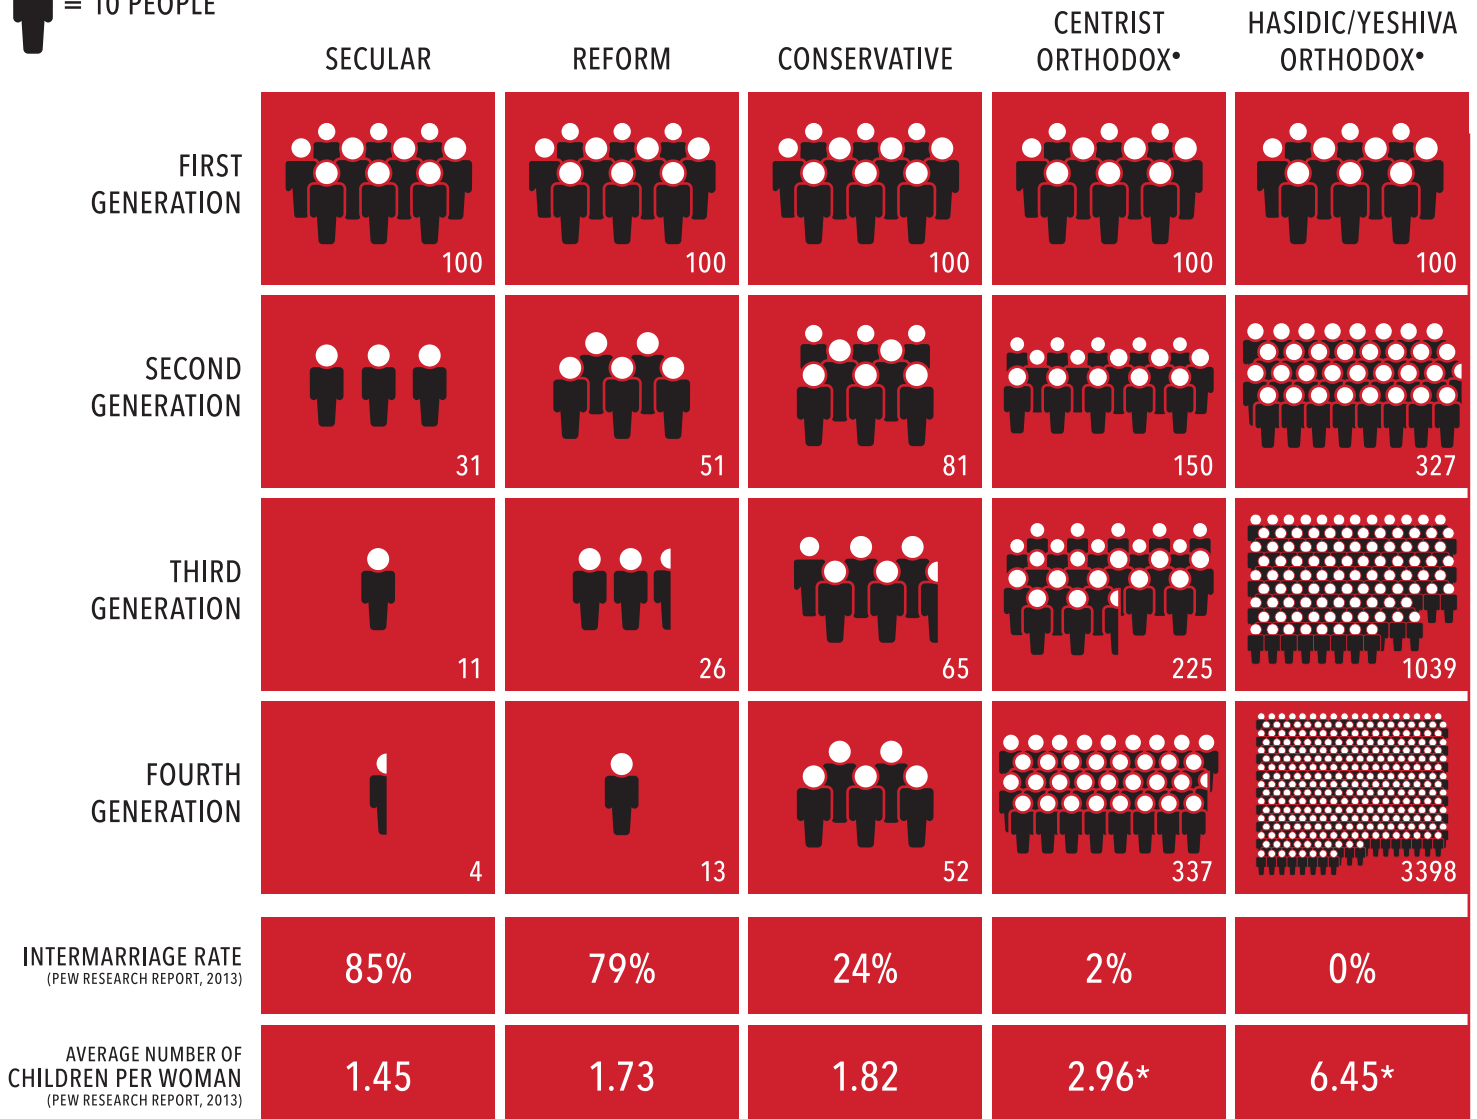 = 10 PEOPLE
SECULAR
REFORM
CONSERVATIVE
CENTRIST
ORTHODOX•
HASIDIC/YESHIVA
ORTHODOX•
FIRST
GENERATION
100
100
100
100
100
SECOND
GENERATION
31
51
81
150
327
THIRD
GENERATION
11
26
65
225
1039
FOURTH
GENERATION
4
13
52
337
3398
INTERMARRIAGE RATE
(PEW RESEARCH REPORT, 2013)
85%
79%
24%
2%
0%
AVERAGE NUMBER OF
CHILDREN PER WOMAN
(PEW RESEARCH REPORT, 2013)
1.45
1.73
1.82
2.96*
6.45*